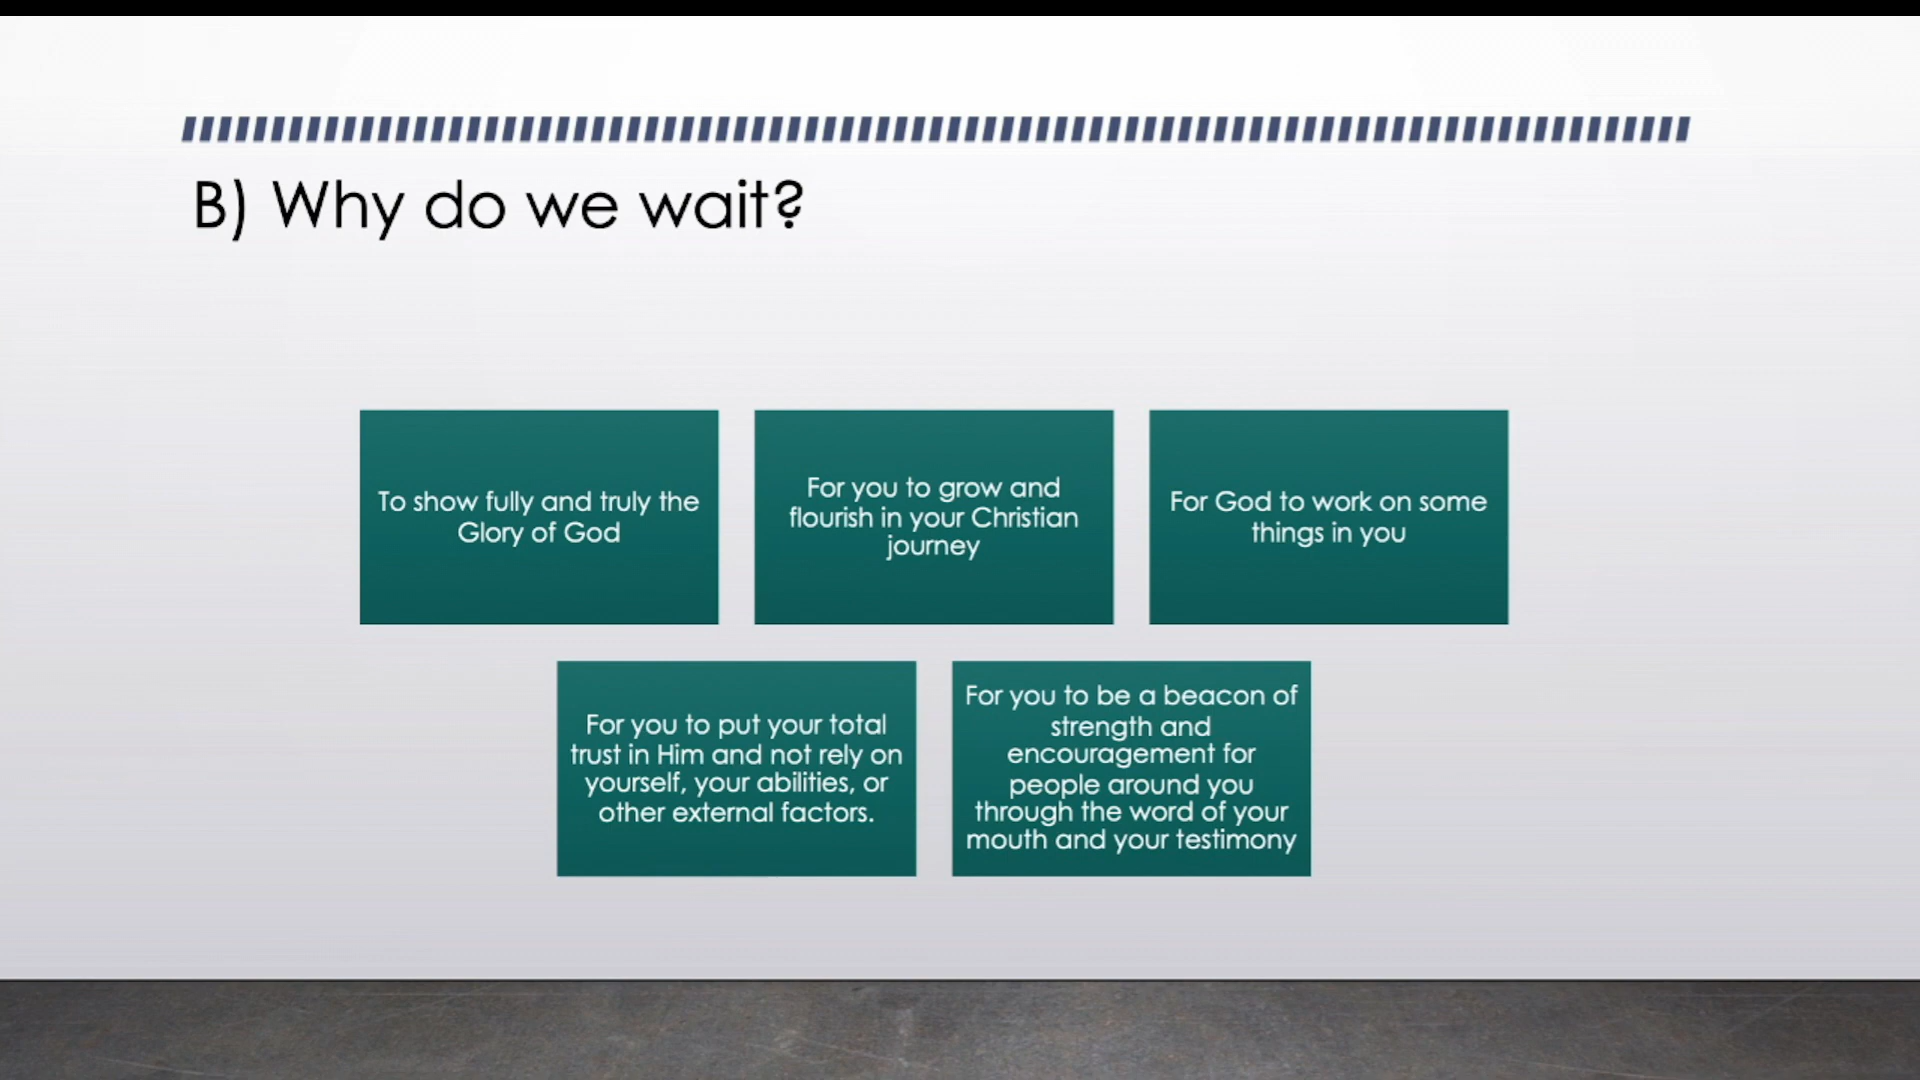 B) Why do we wait?
To show fully and truly the
Glory of God
For you to grow and
flourish in your Christian
journey
For God to work on some
things in you
For you to put your total
trust in Him and not rely on
yourself, your abilities, or
other external factors.
For you to be a beacon of
strength and
encouragement for
people around you
through the word of your
mouth and your testimony